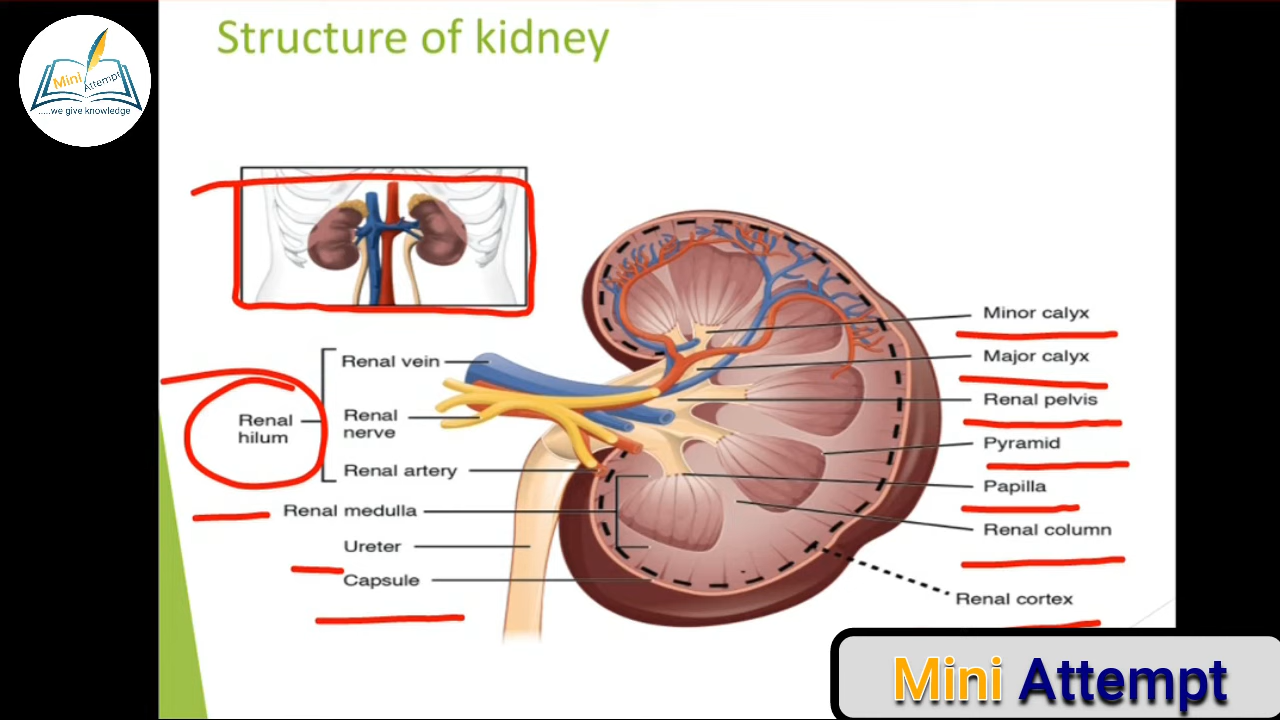 Structure of kidney
Mini
Attempt
.....we give knowledge
Renal vein
Renal
nerve
Renal artery
Renal
hilum
Renal medulla
Ureter
Capsule
Minor calyx
Major calyx
Renal pelvis
Pyramid
Papilla
Renal column
Renal cortex
Mini Attempt